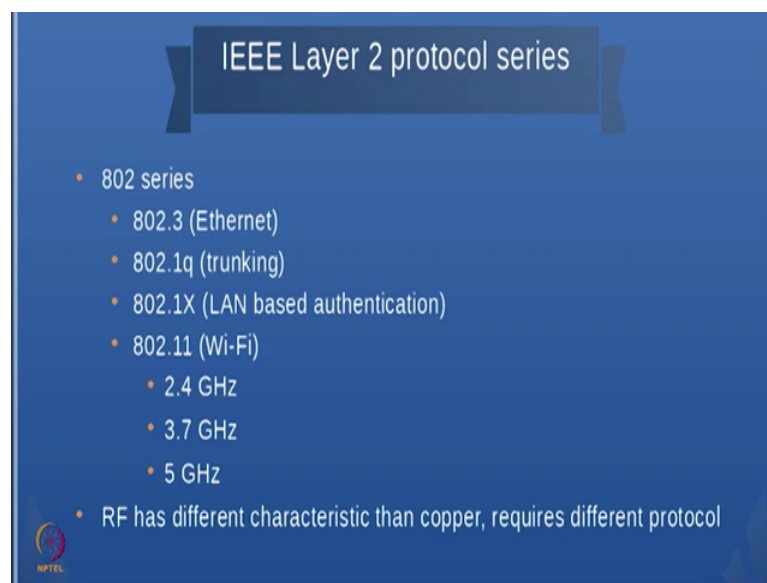 IEEE Layer 2 protocol series
• 802 series
• 802.3 (Ethernet)
• 802.1q (trunking)
• 802.1X (LAN based authentication)
• 802.11 (Wi-Fi)
• 2.4 GHz
• 3.7 GHz
• 5 GHz
• RF has different characteristic than copper, requires different protocol
NPTEL